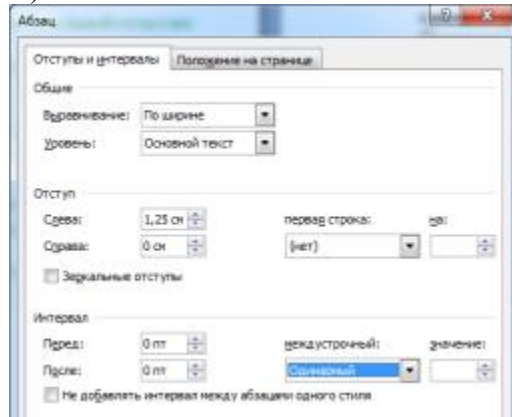 Абзац
Отступы и интервалы Положение на странице
Общие
Выравнивание: По ширине
Уровень: Основной текст
Отступ
Слева: 1,25 см первая строка: на:
Справа: 0 см (нет)
Зеркальные отступы
Интервал
Перед: 0 пт междустрочный: значение:
После: 0 пт Одинарный
Не добавлять интервал между абзацами одного стиля